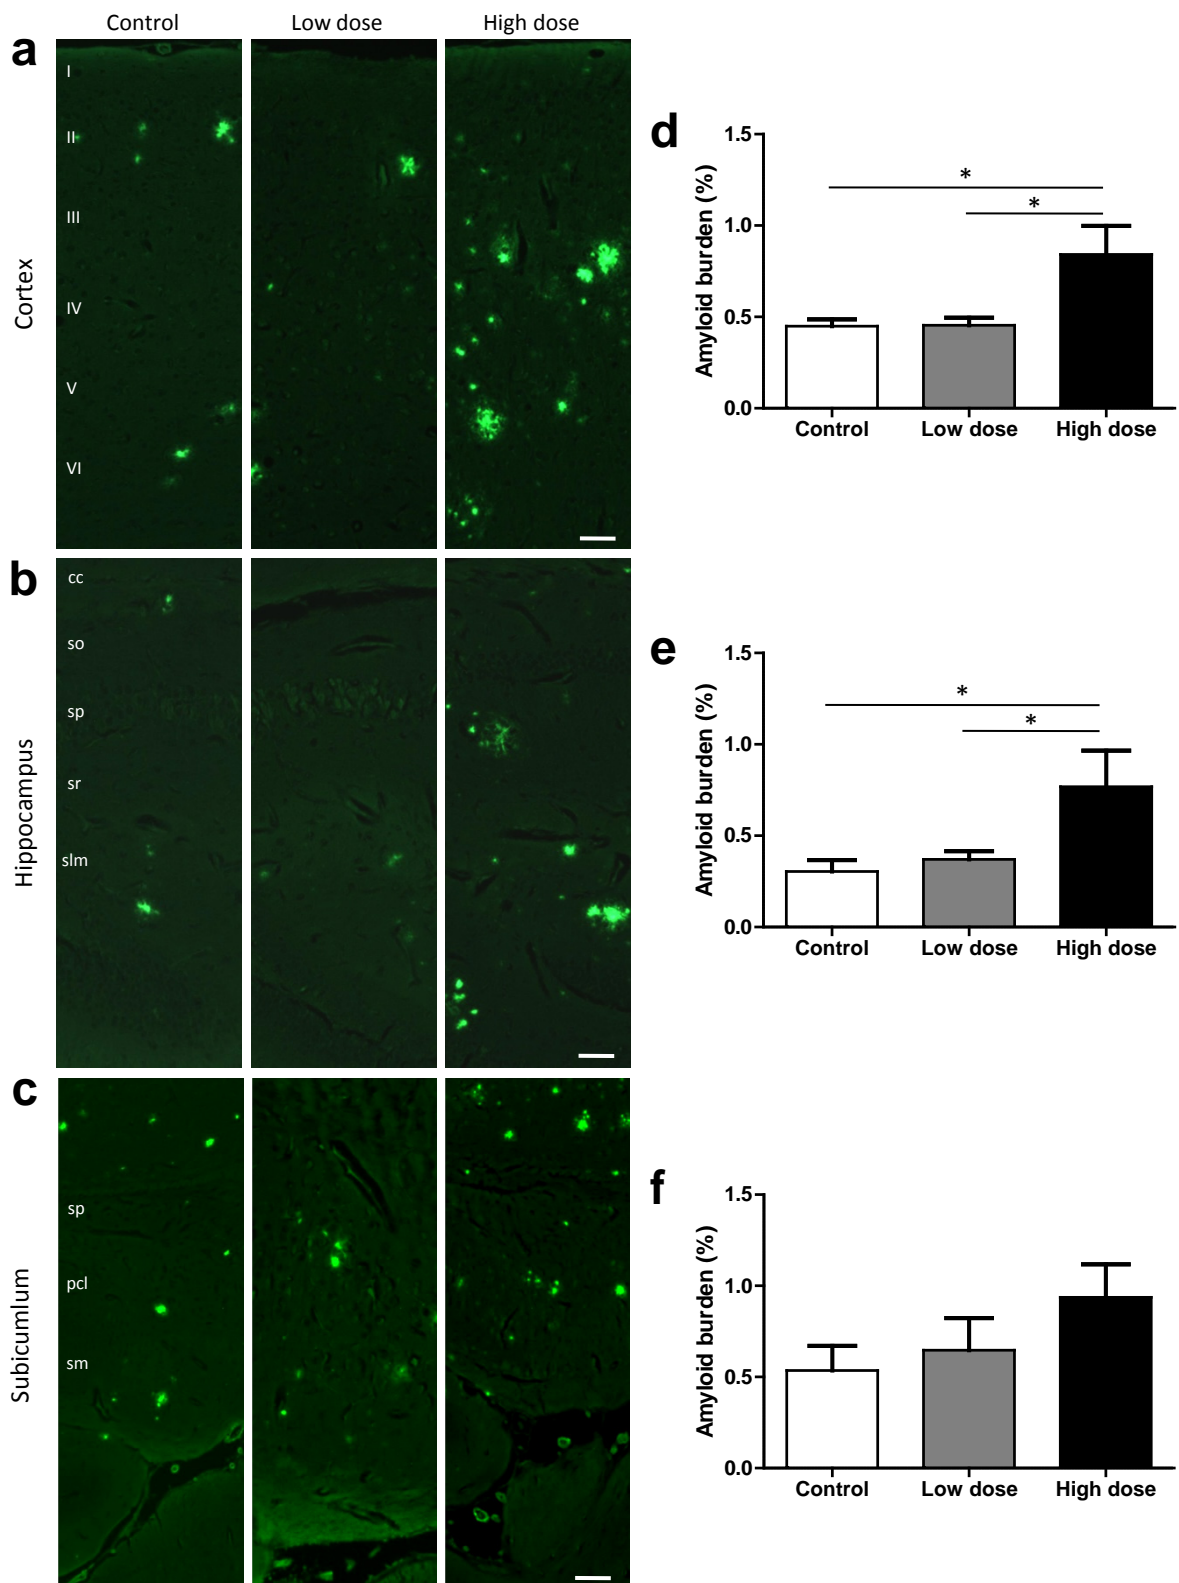 Control Low dose High dose
a
I
II
III
IV
V
VI
Cortex
b
cc
so
sp
sr
slm
Hippocampus
c
sp
pcl
sm
Subicumlum
d
Amyloid burden (%)
1.5
1.0
0.5
0.0
*
*
Control Low dose High dose
e
Amyloid burden (%)
1.5
1.0
0.5
0.0
*
*
Control Low dose High dose
f
Amyloid burden (%)
1.5
1.0
0.5
0.0
Control Low dose High dose